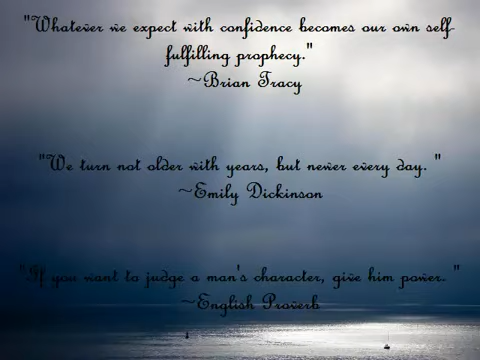 "Whatever we expect with confidence becomes our own self-
fulfilling prophecy."
~Brian Tracy
"We turn not older with years, but newer every day. "
~Emily Dickinson
"If you want to judge a man's character, give him power. "
~English Proverb